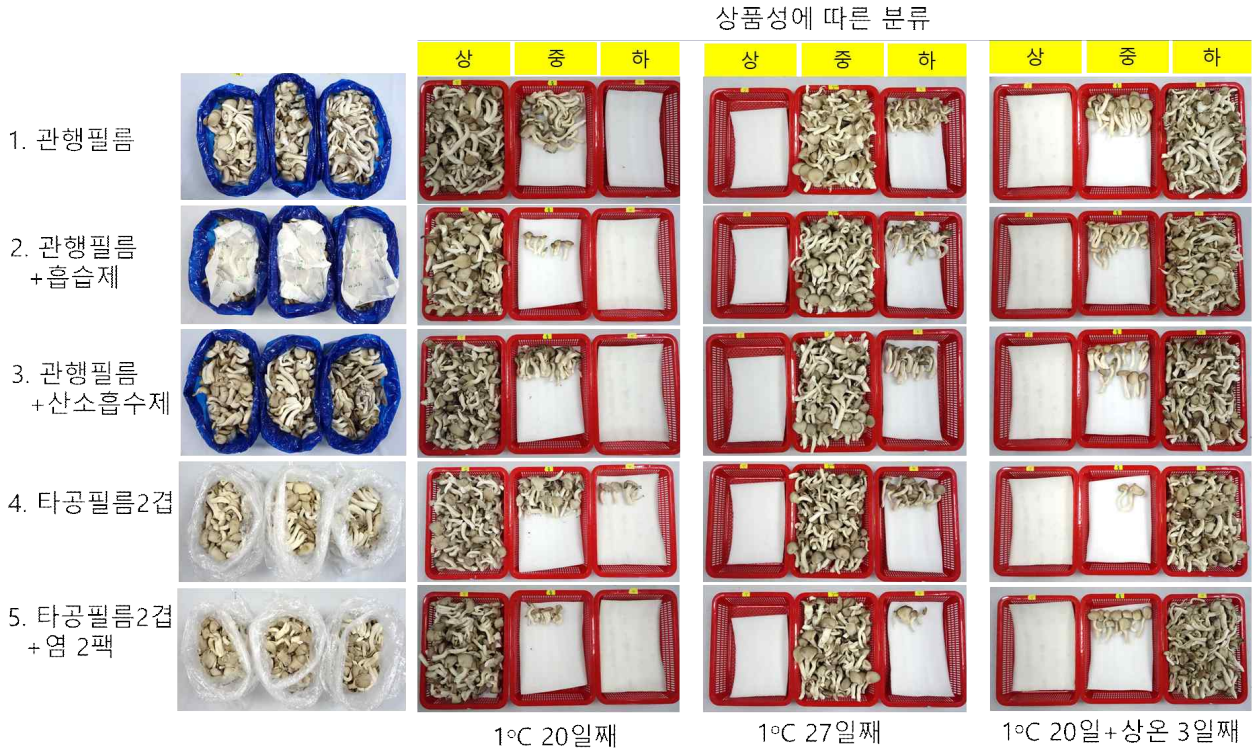 상품성에 따른 분류
상 중 하 상 중 하 상 중 하
1. 관행필름
2. 관행필름
+흡습제
3. 관행필름
+산소흡수제
4. 타공필름2겹
5. 타공필름2겹
+염 2팩
1℃ 20일째 1℃ 27일째 1℃ 20일+상온 3일째